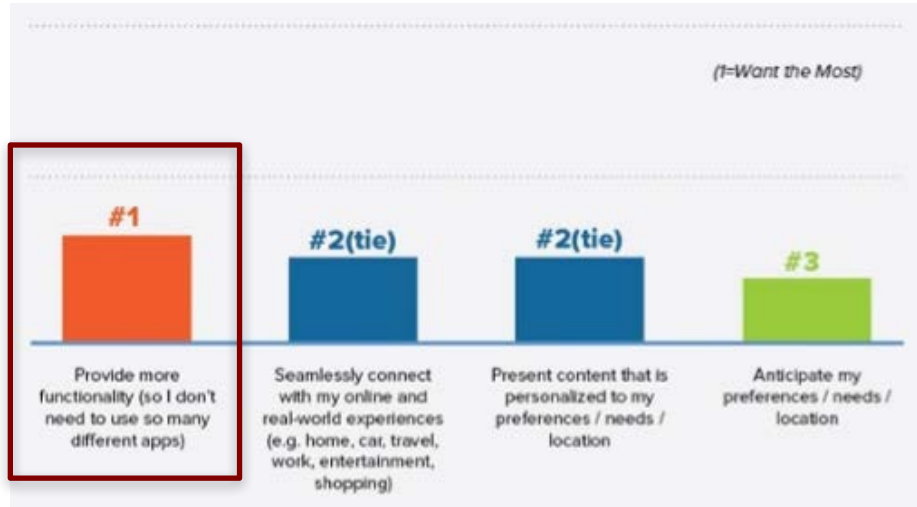 (1=Want the Most)
#1
#2(tie)
#2(tie)
#3
Provide more
functionality (so I don't
need to use so many
different apps)
Seamlessly connect
with my online and
real-world experiences
(e.g. home, car, travel,
work, entertainment,
shopping)
Present content that is
personalized to my
preferences / needs /
location
Anticipate my
preferences / needs /
location